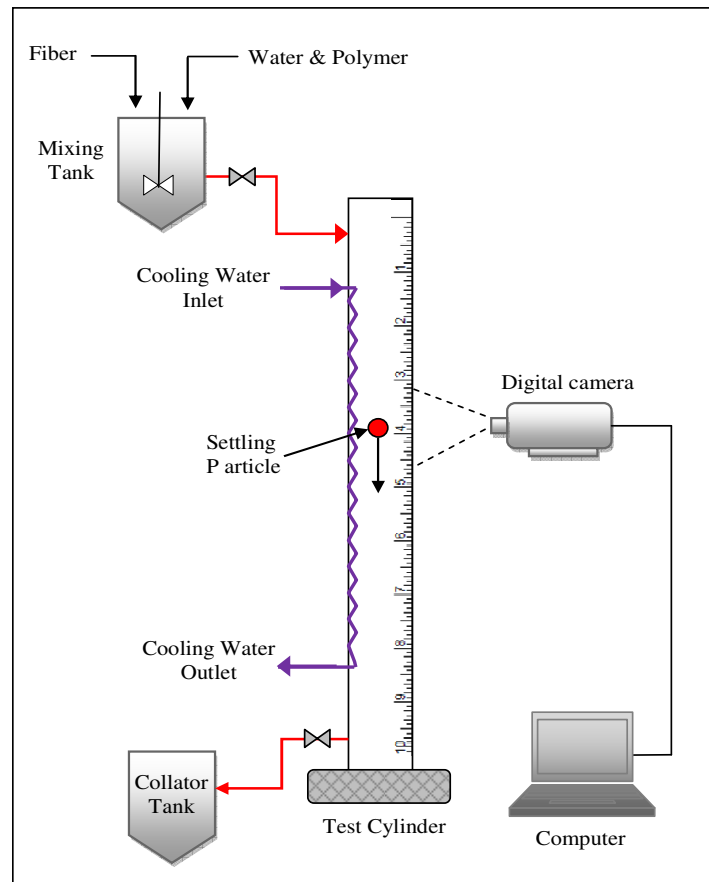 Fiber
Water & Polymer
Mixing
Tank
Cooling Water
Inlet
1
2
3
Digital camera
4
Settling
P article
5
6
7
Cooling Water
Outlet
8
9
10
Collator
Tank
Test Cylinder
Computer